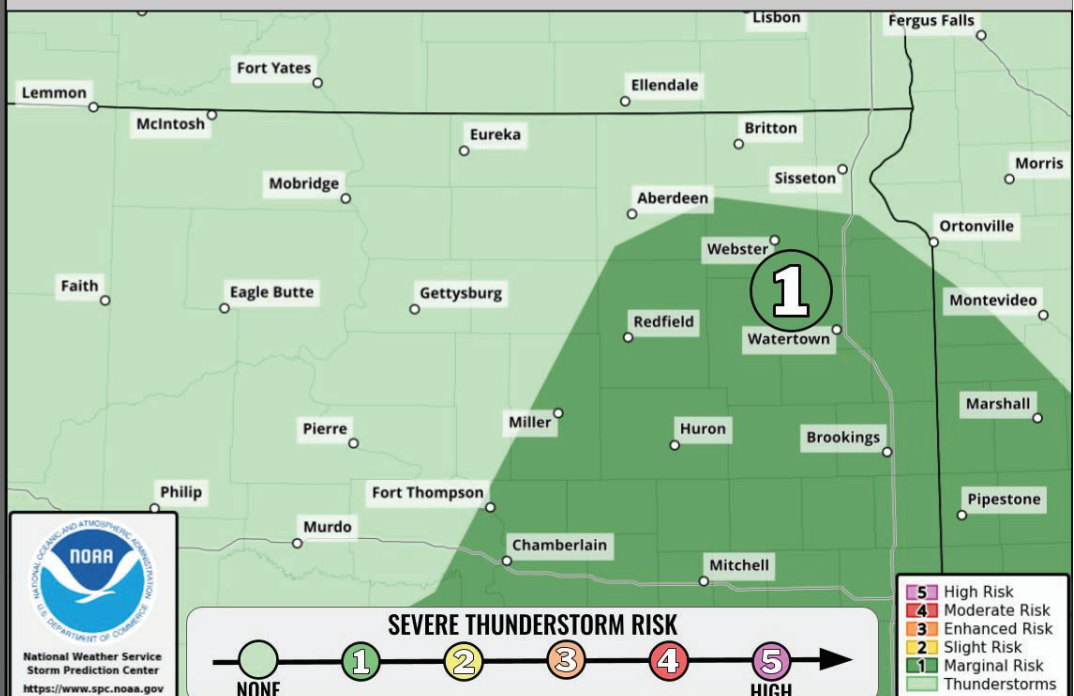 Lisbon
Fergus Falls
Fort Yates
Lemmon
Ellendale
McIntosh
Eureka
Britton
Morris
Sisseton
Mobridge
Aberdeen
Ortonville
Webster
Faith
Eagle Butte
Gettysburg
1
Montevideo
Redfield
Watertown
Marshall
Miller
Pierre
Huron
Brookings
Philip
Fort Thompson
Pipestone
Murdo
Chamberlain
Mitchell
NATIONAL OCEANIC AND ATMOSPHERIC ADMINISTRATION
NOAA
U.S. DEPARTMENT OF COMMERCE
National Weather Service
Storm Prediction Center
https://www.spc.noaa.gov
SEVERE THUNDERSTORM RISK
1 2 3 4 5
NONE HIGH
5 High Risk
4 Moderate Risk
3 Enhanced Risk
2 Slight Risk
1 Marginal Risk
Thunderstorms